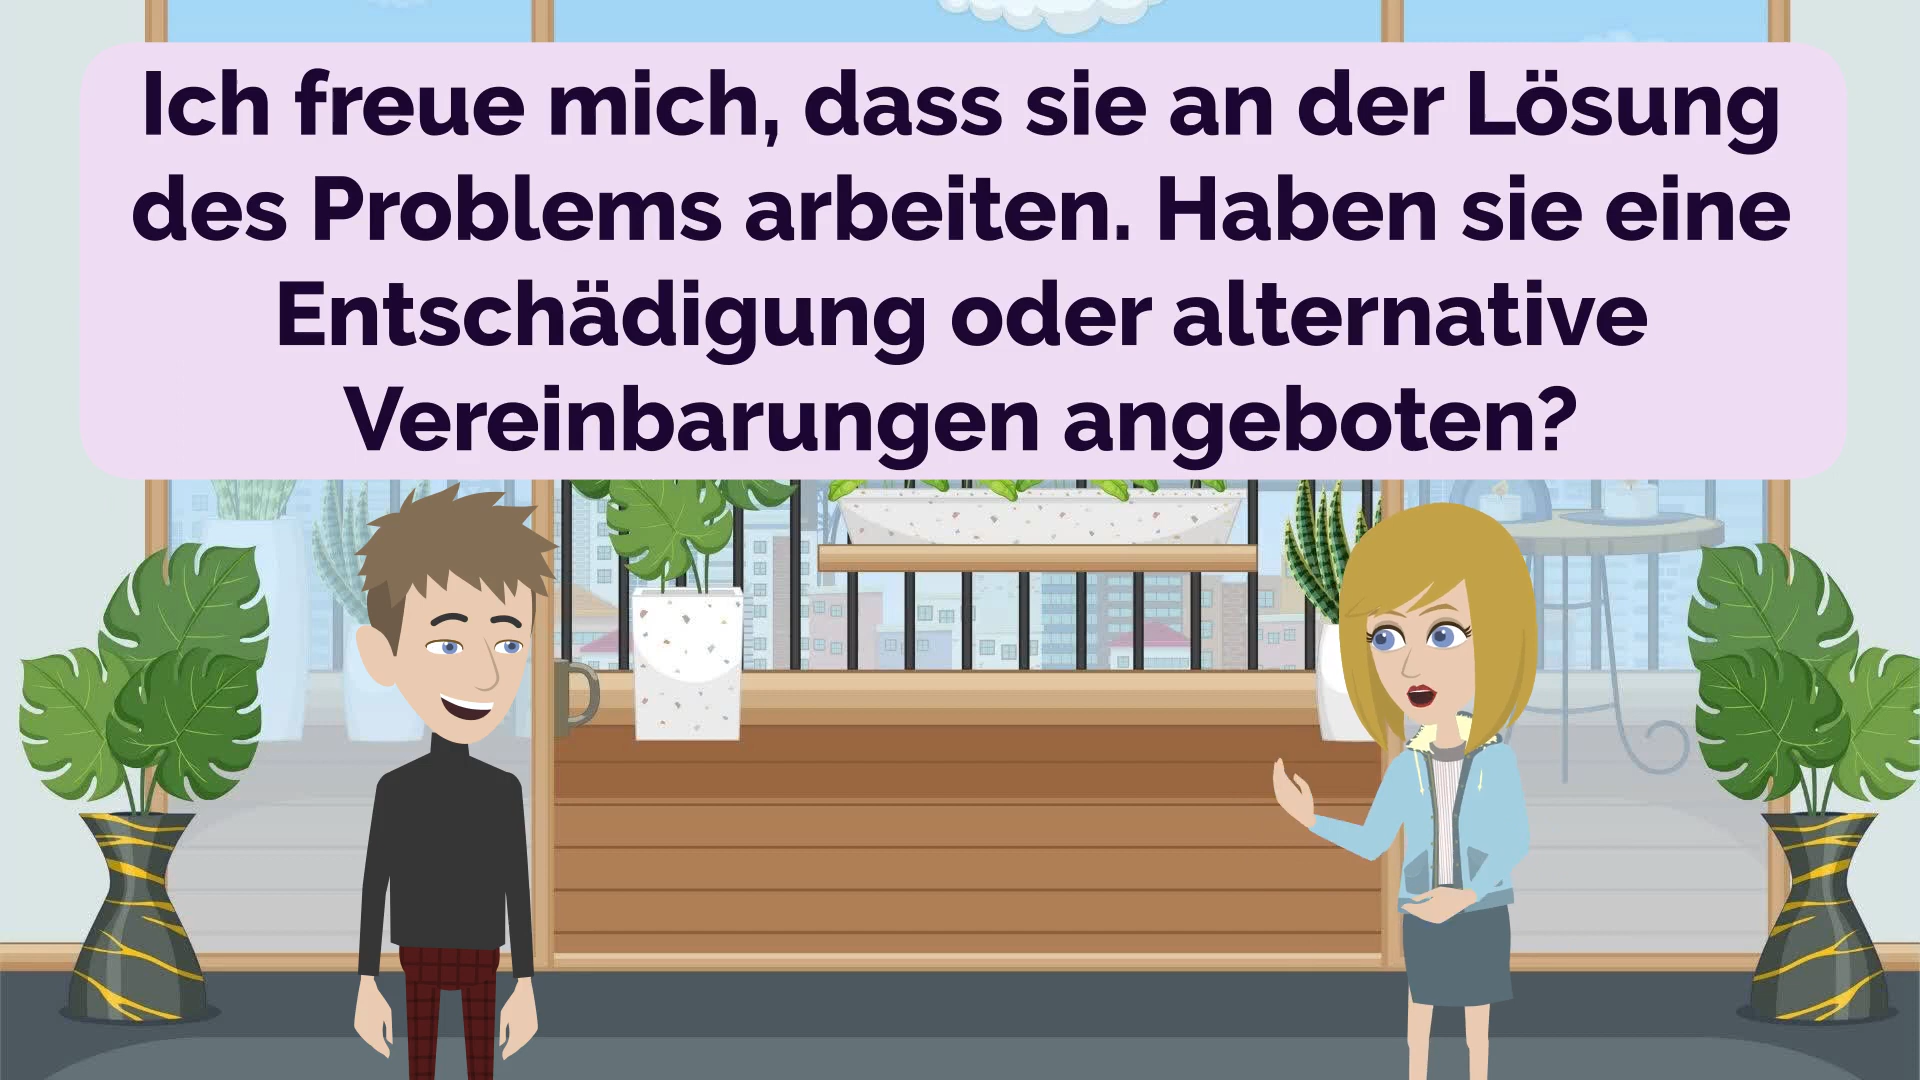 Ich freue mich, dass sie an der Lösung
des Problems arbeiten. Haben sie eine
Entschädigung oder alternative
Vereinbarungen angeboten?